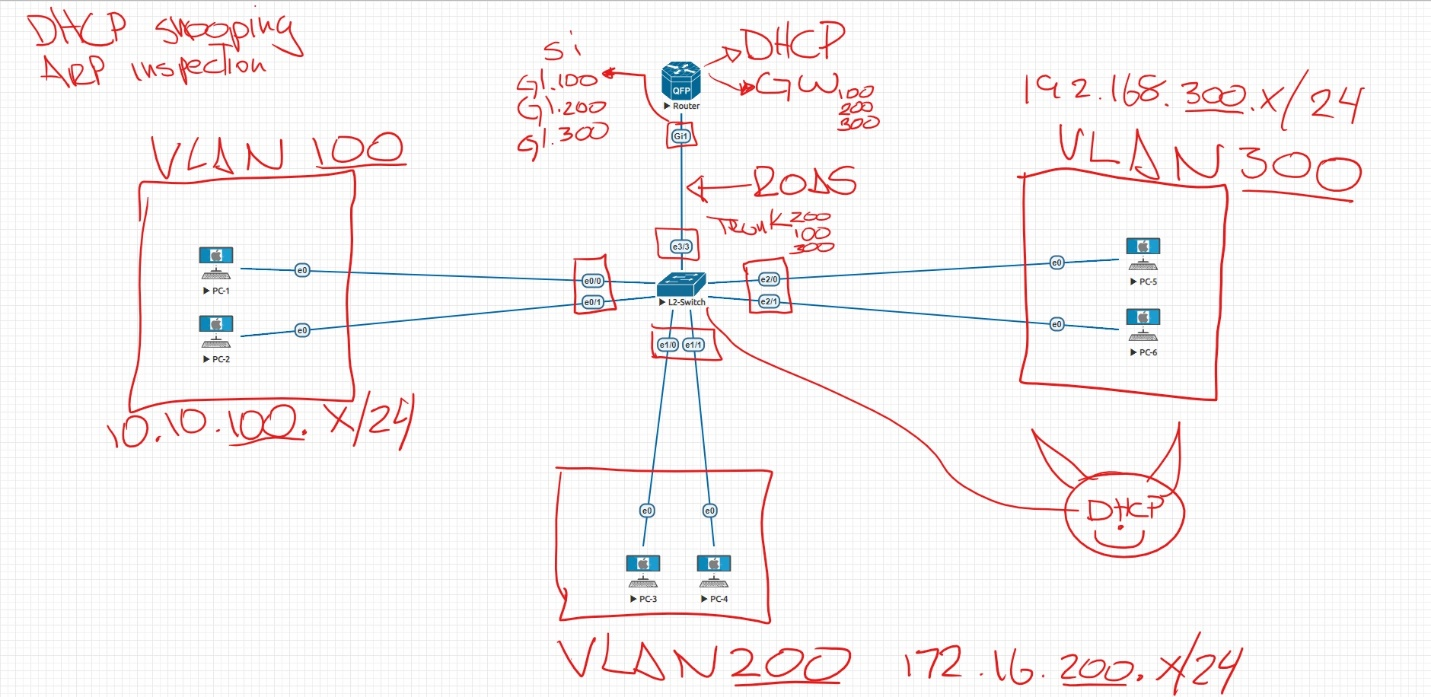 DHCP snooping
ARP inspection
Si
G1.100
G1.200
G1.300
DHCP
GW 100
200
300
QFP
Router
Gi1
192.168.300.x/24
VLAN 100
VLAN 300
ROAS
Trunk 200
100
300
e3/3
PC-1
e0
e0/0
L2-Switch
e2/0
e0
PC-5
PC-2
e0
e0/1
e2/1
e0
PC-6
e1/0
e1/1
10.10.100.X/24
DHCP
e0
e0
PC-3
PC-4
VLAN 200
172.16.200.x/24